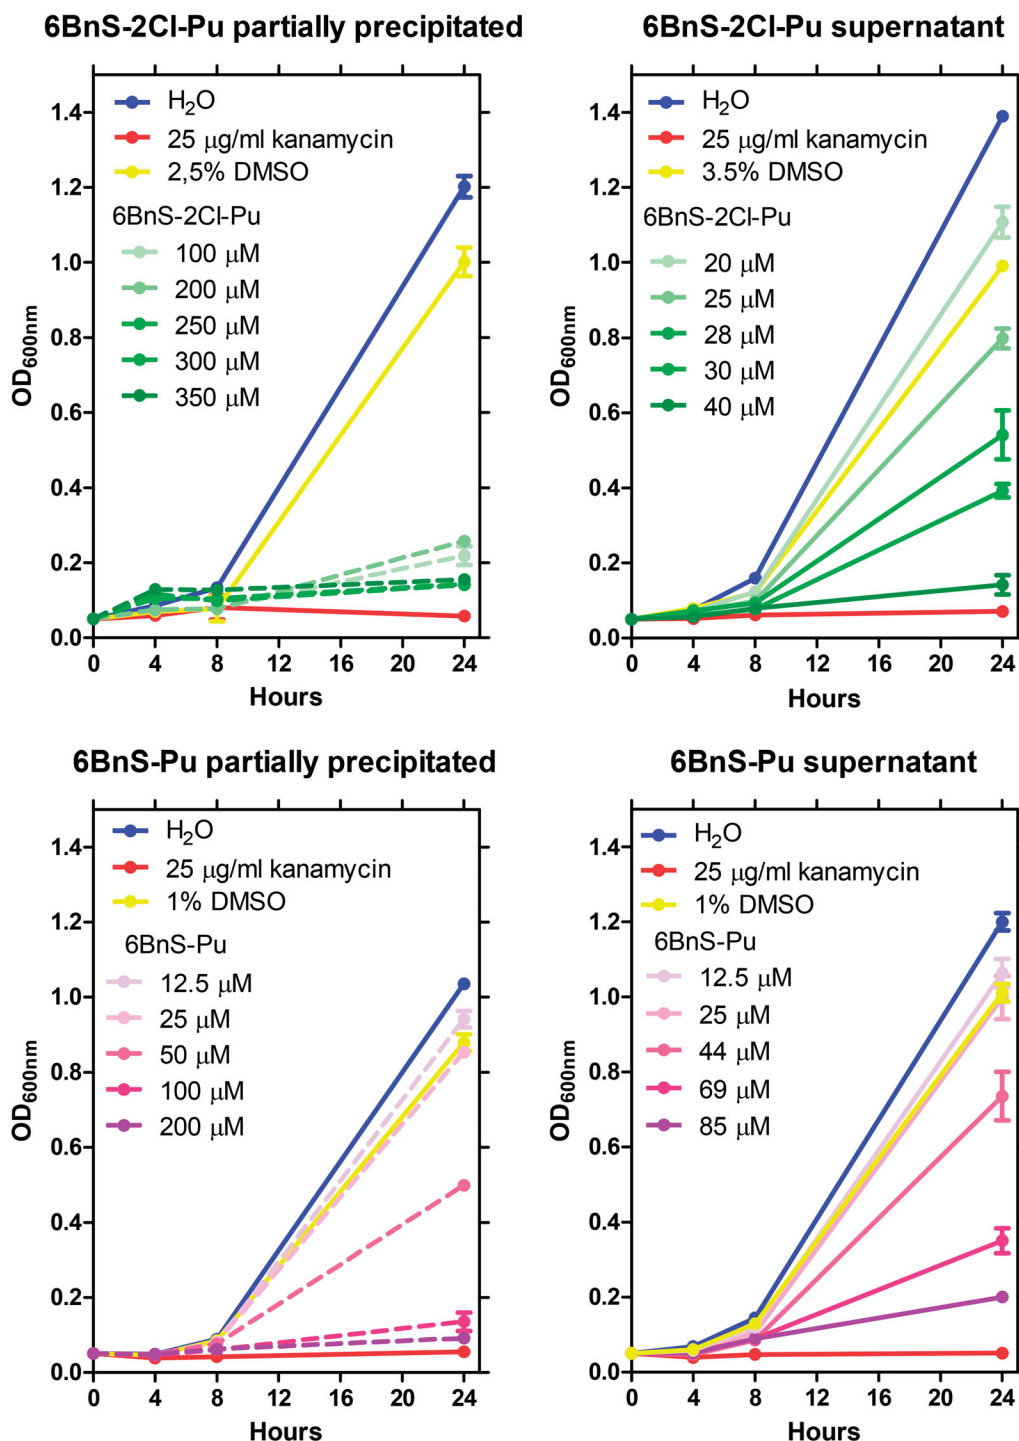 6BnS-2Cl-Pu partially precipitated
OD600nm
1.4
1.2
1.0
0.8
0.6
0.4
0.2
0.0
H2O
25 μg/ml kanamycin
2,5% DMSO
6BnS-2Cl-Pu
100 μM
200 μM
250 μM
300 μM
350 μM
0 4 8 12 16 20 24
Hours
6BnS-2Cl-Pu supernatant
OD600nm
1.4
1.2
1.0
0.8
0.6
0.4
0.2
0.0
H2O
25 μg/ml kanamycin
3.5% DMSO
6BnS-2Cl-Pu
20 μM
25 μM
28 μM
30 μM
40 μM
0 4 8 12 16 20 24
Hours
6BnS-Pu partially precipitated
OD600nm
1.4
1.2
1.0
0.8
0.6
0.4
0.2
0.0
H2O
25 μg/ml kanamycin
1% DMSO
6BnS-Pu
12.5 μM
25 μM
50 μM
100 μM
200 μM
0 4 8 12 16 20 24
Hours
6BnS-Pu supernatant
OD600nm
1.4
1.2
1.0
0.8
0.6
0.4
0.2
0.0
H2O
25 μg/ml kanamycin
1% DMSO
6BnS-Pu
12.5 μM
25 μM
44 μM
69 μM
85 μM
0 4 8 12 16 20 24
Hours